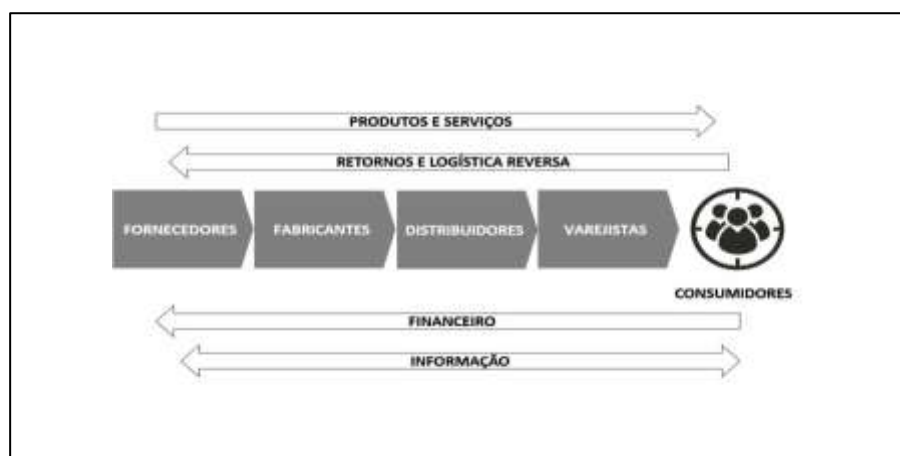 PRODUTOS E SERVIÇOS
RETORNOS E LOGÍSTICA REVERSA
FORNECEDORES
FABRICANTES
DISTRIBUIDORES
VAREJISTAS
CONSUMIDORES
FINANCEIRO
INFORMAÇÃO